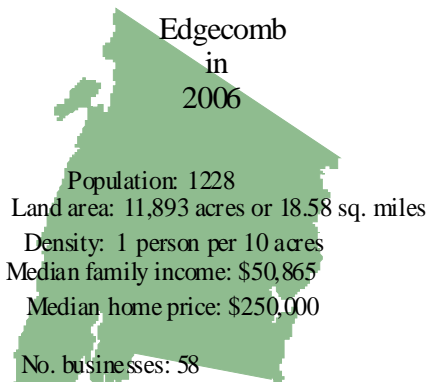 Edgecomb
in
2006
Population: 1228
Land area: 11,893 acres or 18.58 sq. miles
Density: 1 person per 10 acres
Median family income: $50,865
Median home price: $250,000
No. businesses: 58